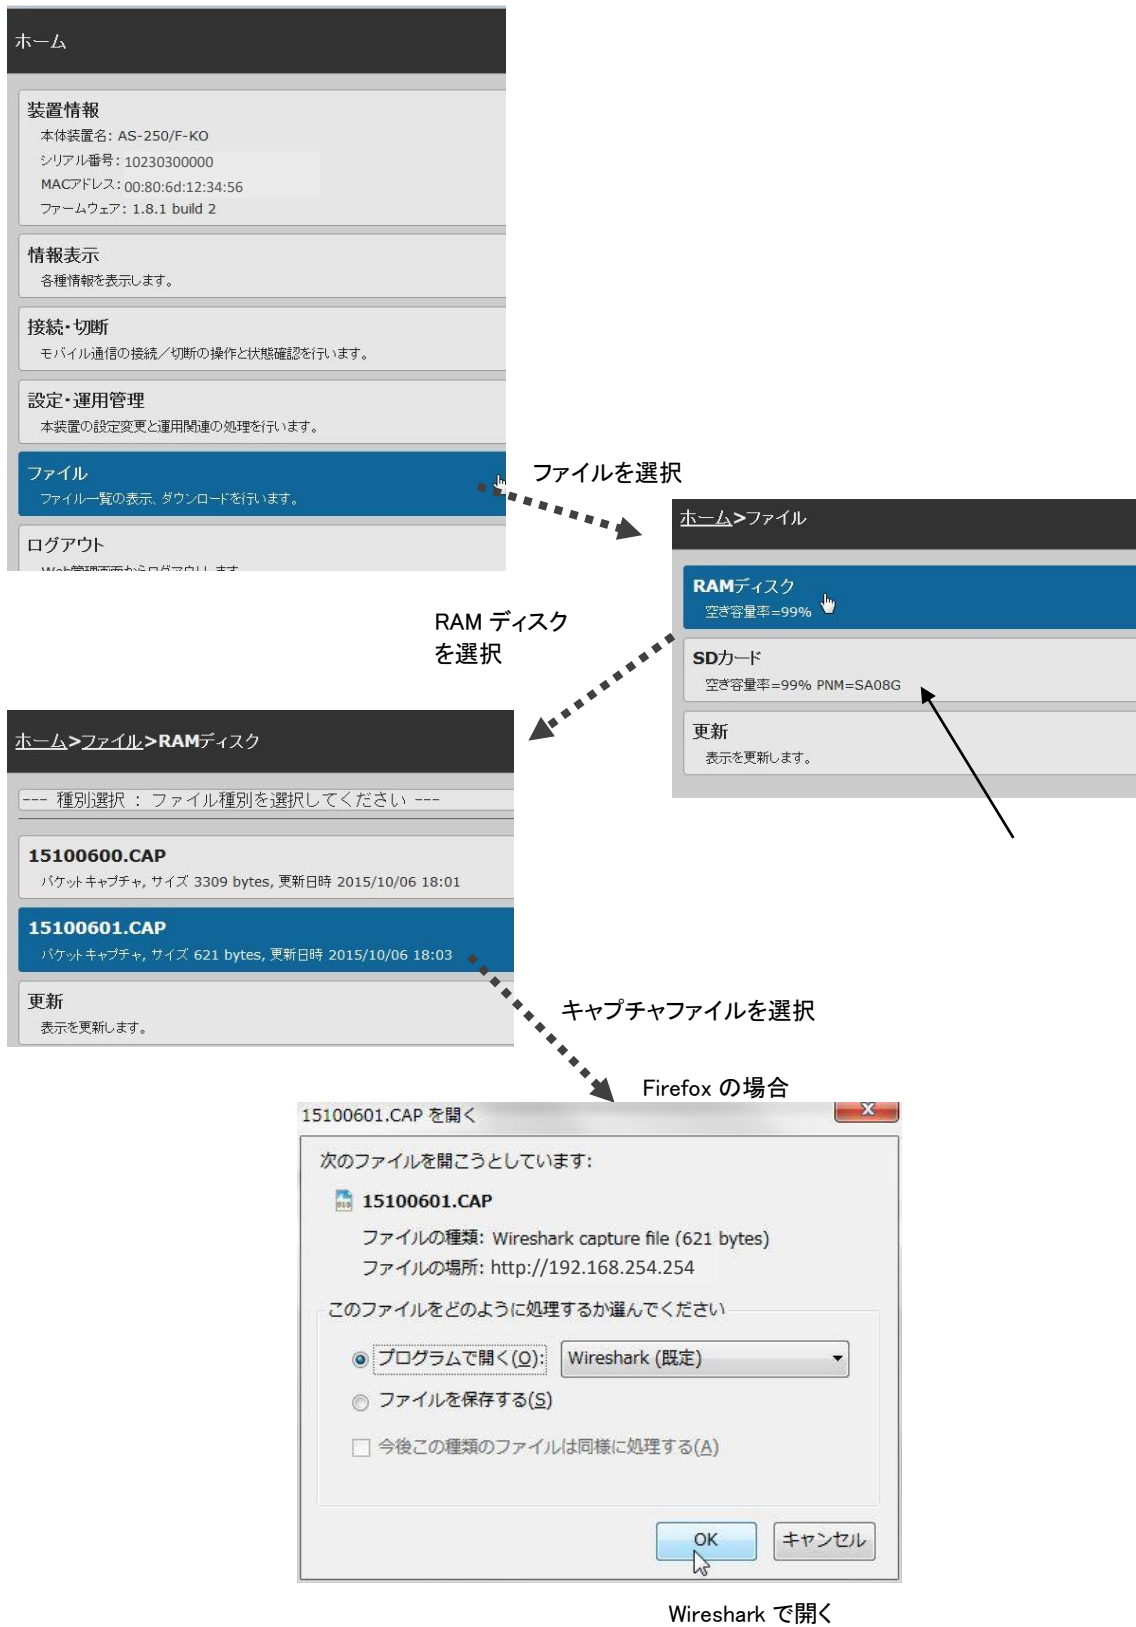 ホーム
装置情報
本体装置名: AS-250/F-KO
シリアル番号: 10230300000
MACアドレス: 00:80:6d:12:34:56
ファームウェア: 1.8.1 build 2
情報表示
各種情報を表示します。
接続・切断
モバイル通信の接続／切断の操作と状態確認を行います。
設定・運用管理
本装置の設定変更と運用関連の処理を行います。
ファイル
ファイル一覧の表示、ダウンロードを行います。
ログアウト
Web管理画面からログアウトします
ファイルを選択
ホーム>ファイル
RAMディスク
空き容量率=99%
SDカード
空き容量率=99% PNM=SA08G
更新
表示を更新します。
RAM ディスク
を選択
ホーム>ファイル>RAMディスク
--- 種別選択 : ファイル種別を選択してください ---
15100600.CAP
パケットキャプチャ, サイズ 3309 bytes, 更新日時 2015/10/06 18:01
15100601.CAP
パケットキャプチャ, サイズ 621 bytes, 更新日時 2015/10/06 18:03
更新
表示を更新します。
キャプチャファイルを選択
Firefox の場合
15100601.CAP を開く
次のファイルを開こうとしています:
15100601.CAP
ファイルの種類: Wireshark capture file (621 bytes)
ファイルの場所: http://192.168.254.254
このファイルをどのように処理するか選んでください
プログラムで開く(O): Wireshark (既定)
ファイルを保存する(S)
今後この種類のファイルは同様に処理する(A)
OK キャンセル
Wireshark で開く